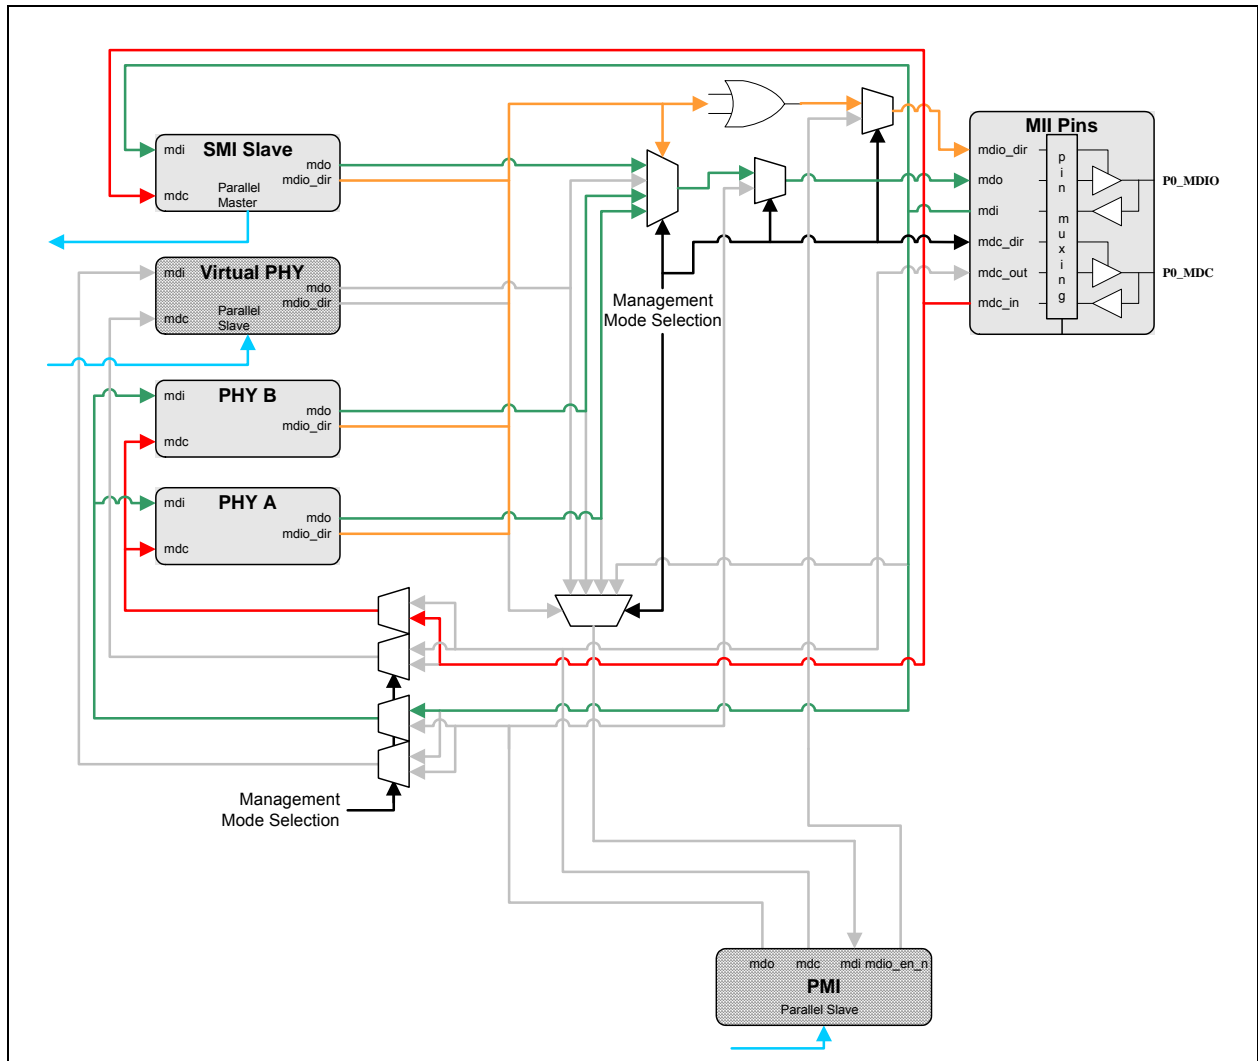 SMI Slave
mdi
mdo
mdio_dir
mdc
Parallel
Master
Virtual PHY
mdi
mdo
mdio_dir
mdc
Parallel
Slave
PHY B
mdi
mdo
mdio_dir
mdc
PHY A
mdi
mdo
mdio_dir
mdc
Management
Mode Selection
MII Pins
mdio_dir
mdo
mdi
mdc_dir
mdc_out
mdc_in
pin muxing
P0_MDIO
P0_MDC
Management
Mode Selection
mdo mdc mdi mdio_en_n
PMI
Parallel Slave